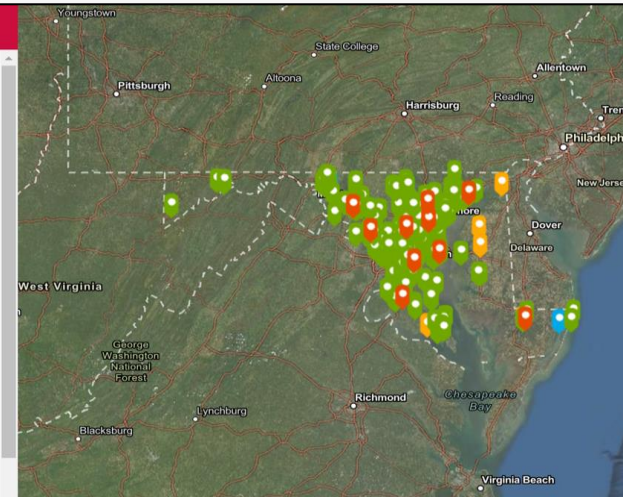 Youngstown
State College
Altoona
Pittsburgh
Allentown
Reading
Harrisburg
Tren
Philadelph
New Jerse
more
Dover
Delaware
West Virginia
George
Washington
National
Forest
Richmond
Chesapeake
Bay
Lynchburg
Blacksburg
Virginia Beach